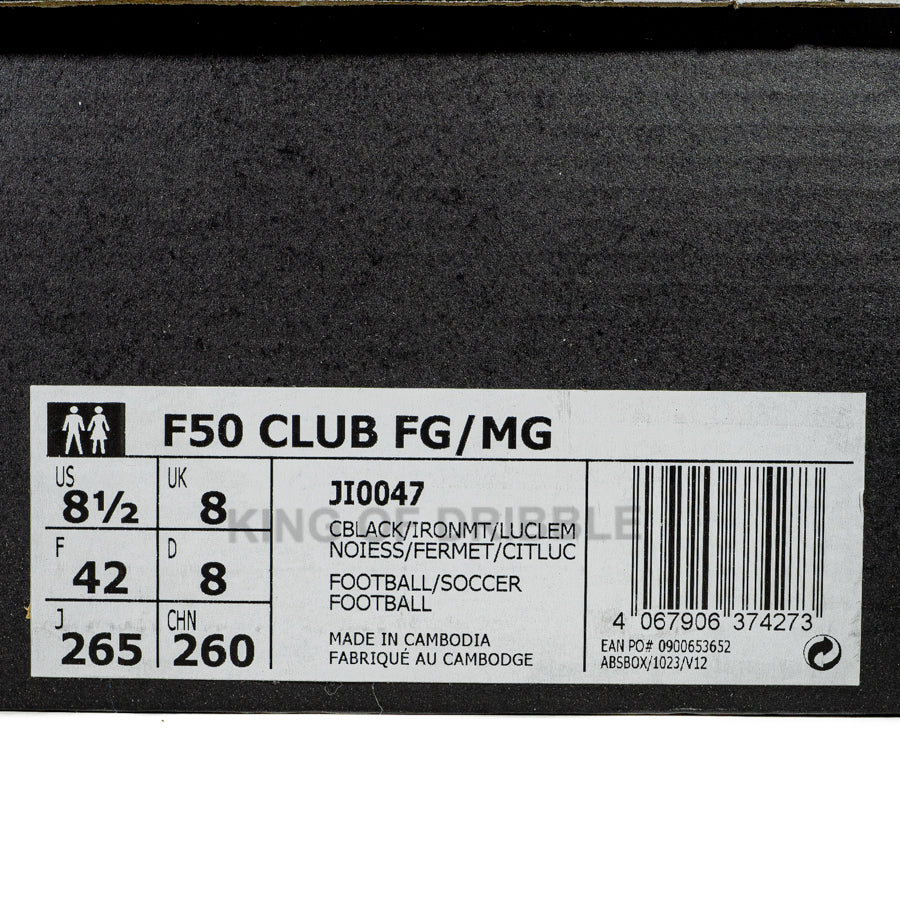 F50 CLUB FG/MG
US
8½
UK
8
F
42
D
8
J
265
CHN
260
JI0047
CBLACK/IRONMT/LUCLEM
NOIESS/FERMET/CITLUC
FOOTBALL/SOCCER
FOOTBALL
MADE IN CAMBODIA
FABRIQUÉ AU CAMBODGE
KING OF DRIBBLE
4 067906 374273
EAN PO# 0900653652
ABSBOX/1023/V12